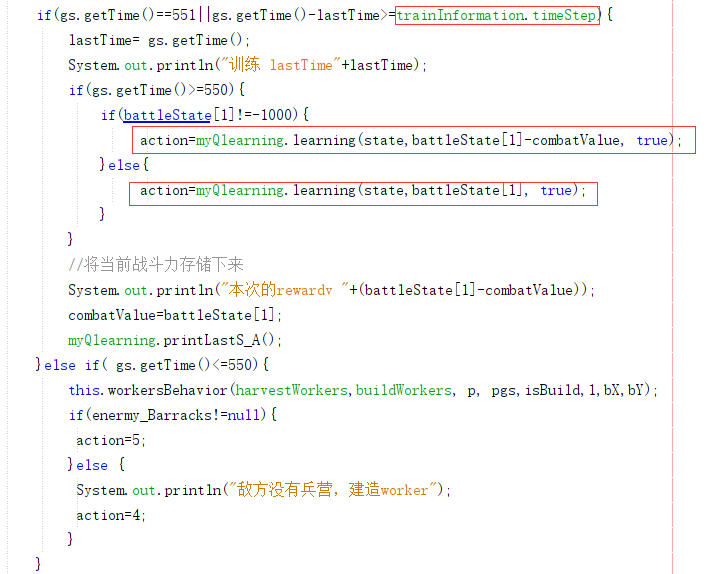 if(gs.getTime()==551||gs.getTime()-lastTime>=trainInformation.timeStep){
lastTime= gs.getTime();
System.out.println("训练 lastTime"+lastTime);
if(gs.getTime()>=550){
if(battleState[1]!=-1000){
action=myQlearning.learning(state,battleState[1]-combatValue, true);
}else{
action=myQlearning.learning(state,battleState[1], true);
}
}
//将当前战斗力存储下来
System.out.println("本次的rewardv "+(battleState[1]-combatValue));
combatValue=battleState[1];
myQlearning.printLastS_A();
}else if( gs.getTime()<=550){
this.workersBehavior(harvestWorkers,buildWorkers, p, pgs,isBuild,1,bX,bY);
if(enermy_Barracks!=null){
action=5;
}else {
System.out.println("敌方没有兵营，建造worker");
action=4;
}
}